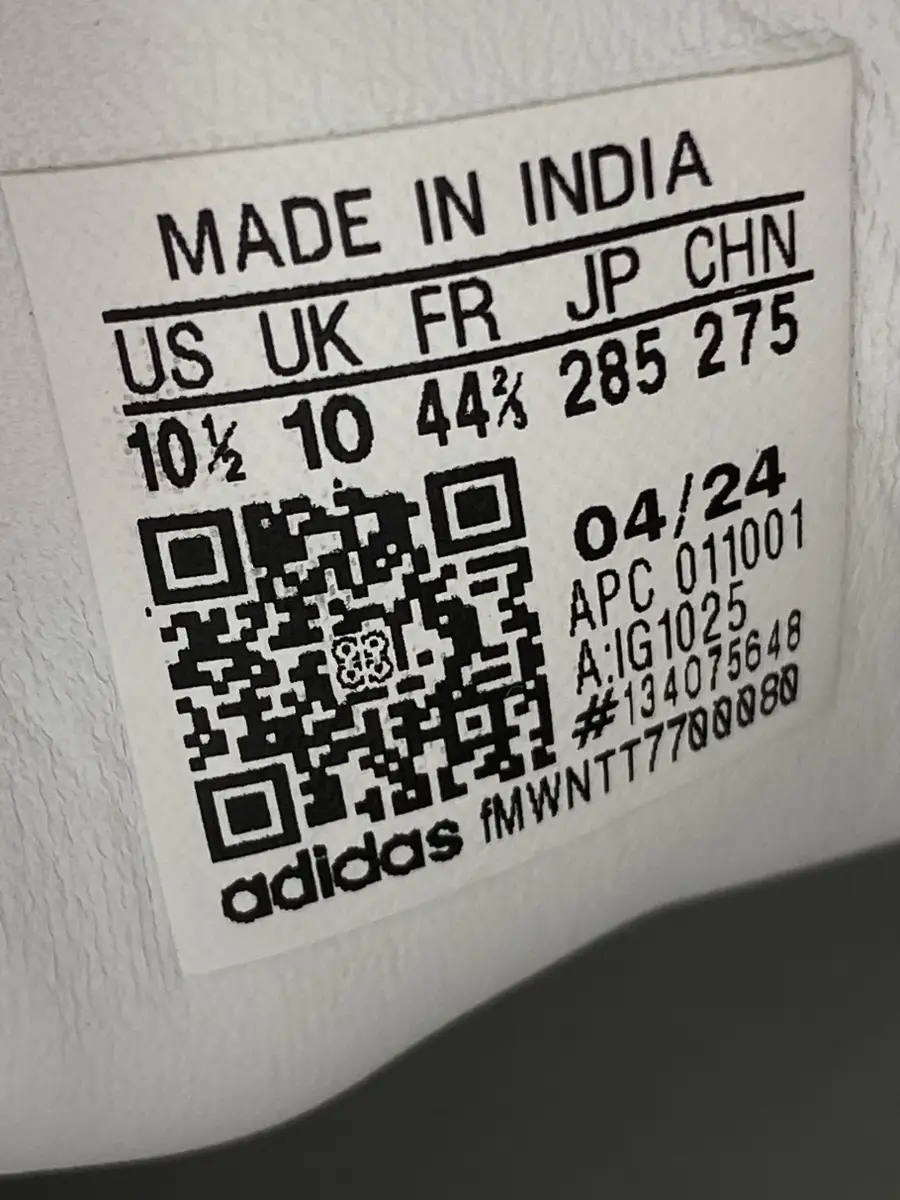 MADE IN INDIA
US UK FR JP CHN
10½ 10 44⅔ 285 275
04/24
APC 011001
A:IG1025
#134075648
adidas fMWNTT7700080